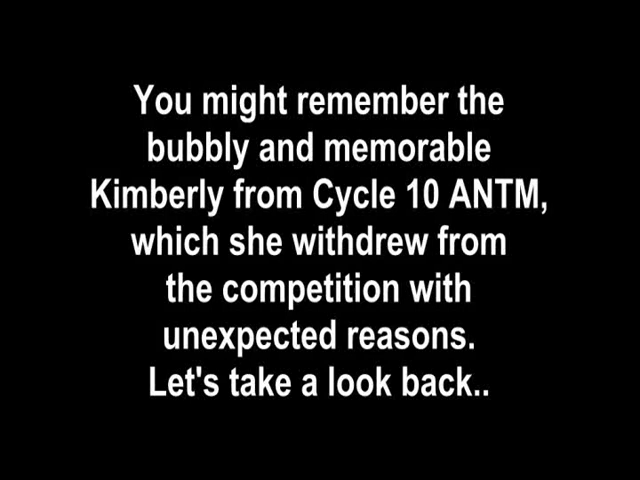 You might remember the
bubbly and memorable
Kimberly from Cycle 10 ANTM,
which she withdrew from
the competition with
unexpected reasons.
Let's take a look back..